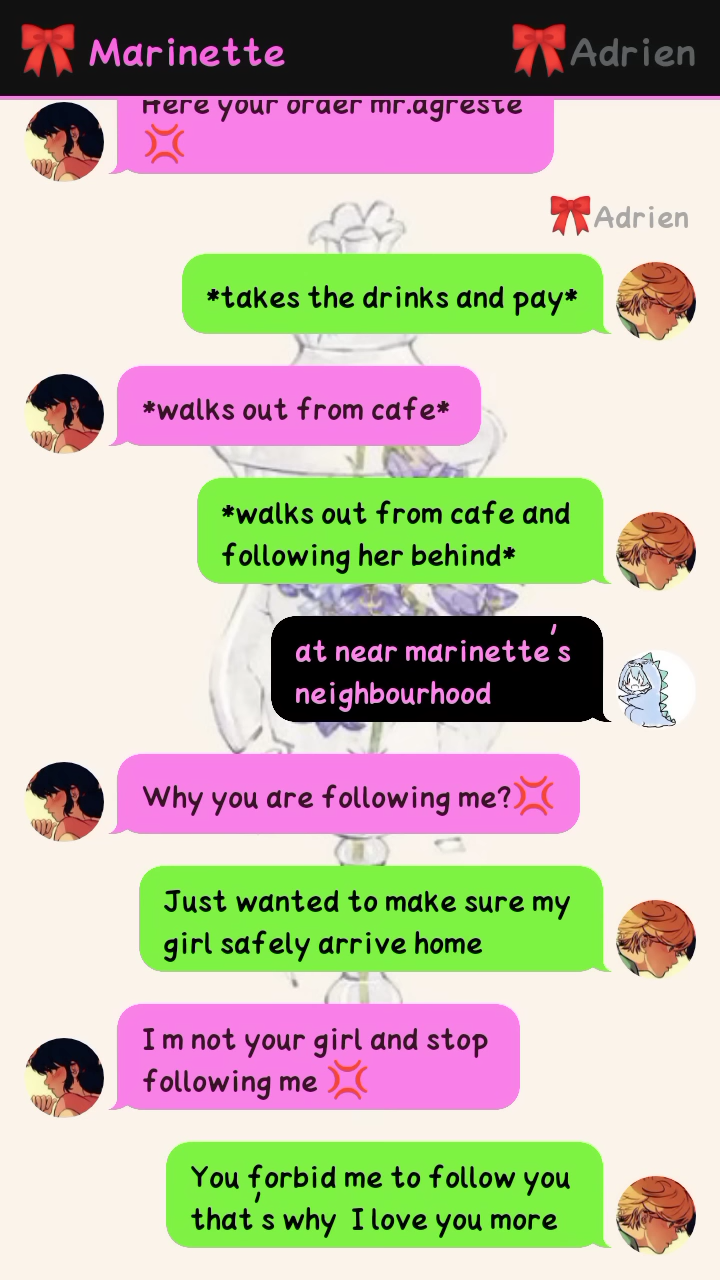 🎀 Marinette
🎀Adrien
Here your order mr.agreste
💢
🎀Adrien
*takes the drinks and pay*
*walks out from cafe*
*walks out from cafe and
following her behind*
at near marinette's
neighbourhood
Why you are following me?💢
Just wanted to make sure my
girl safely arrive home
I m not your girl and stop
following me 💢
You forbid me to follow you
that's why I love you more